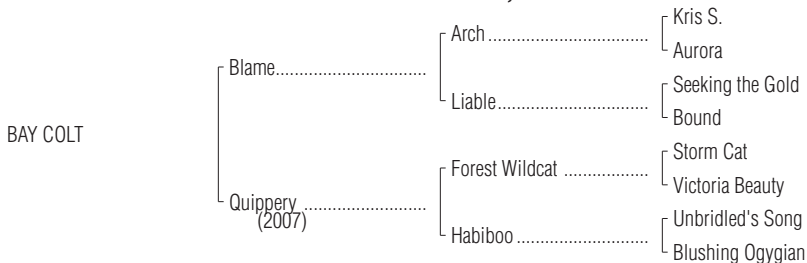 Kris S.
Arch ........................................
Aurora
Blame................................
Seeking the Gold
Liable........................................
Bound
BAY COLT
Storm Cat
Forest Wildcat .....................
Victoria Beauty
Quippery ..........................
(2007)
Unbridled's Song
Habiboo ..................................
Blushing Ogygian